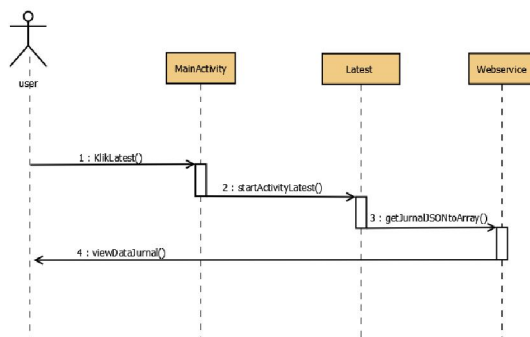 user
MainActivity
Latest
Webservice
1 : KlikLatest()
2 : startActivityLatest()
3 : getJurnalJSONtoArray()
4 : viewDataJurnal()